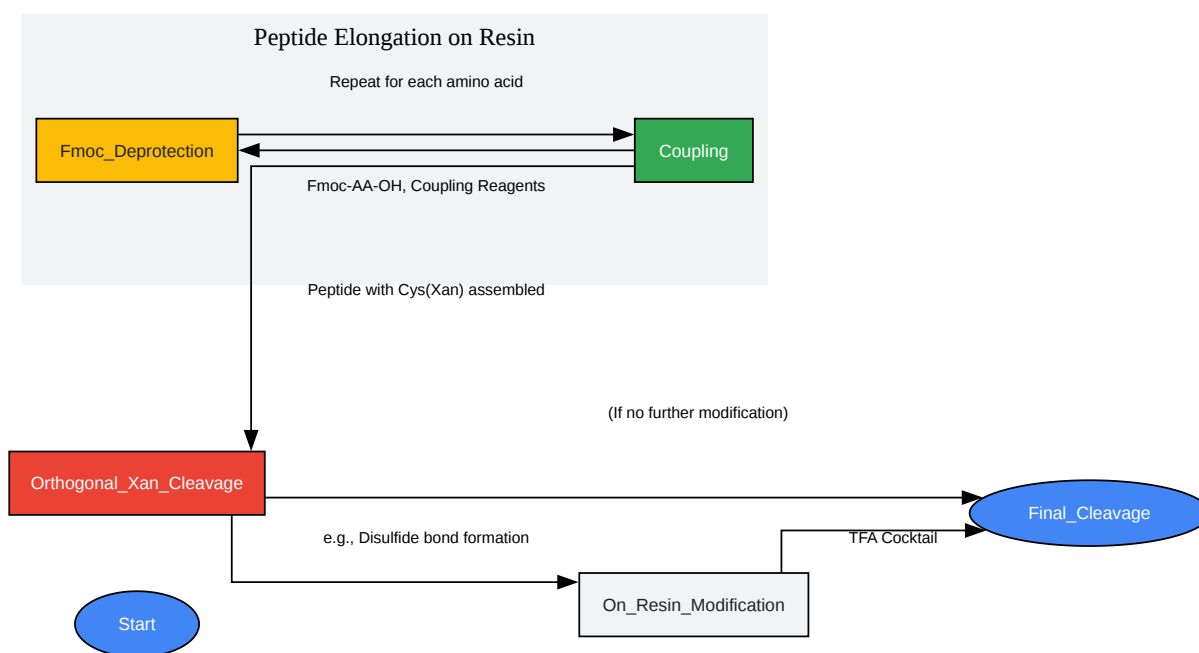 Peptide Elongation on Resin
Repeat for each amino acid
Fmoc_Deprotection
Coupling
Fmoc-AA-OH, Coupling Reagents
Peptide with Cys(Xan) assembled
(If no further modification)
Orthogonal_Xan_Cleavage
Final_Cleavage
e.g., Disulfide bond formation
TFA Cocktail
On_Resin_Modification
Start